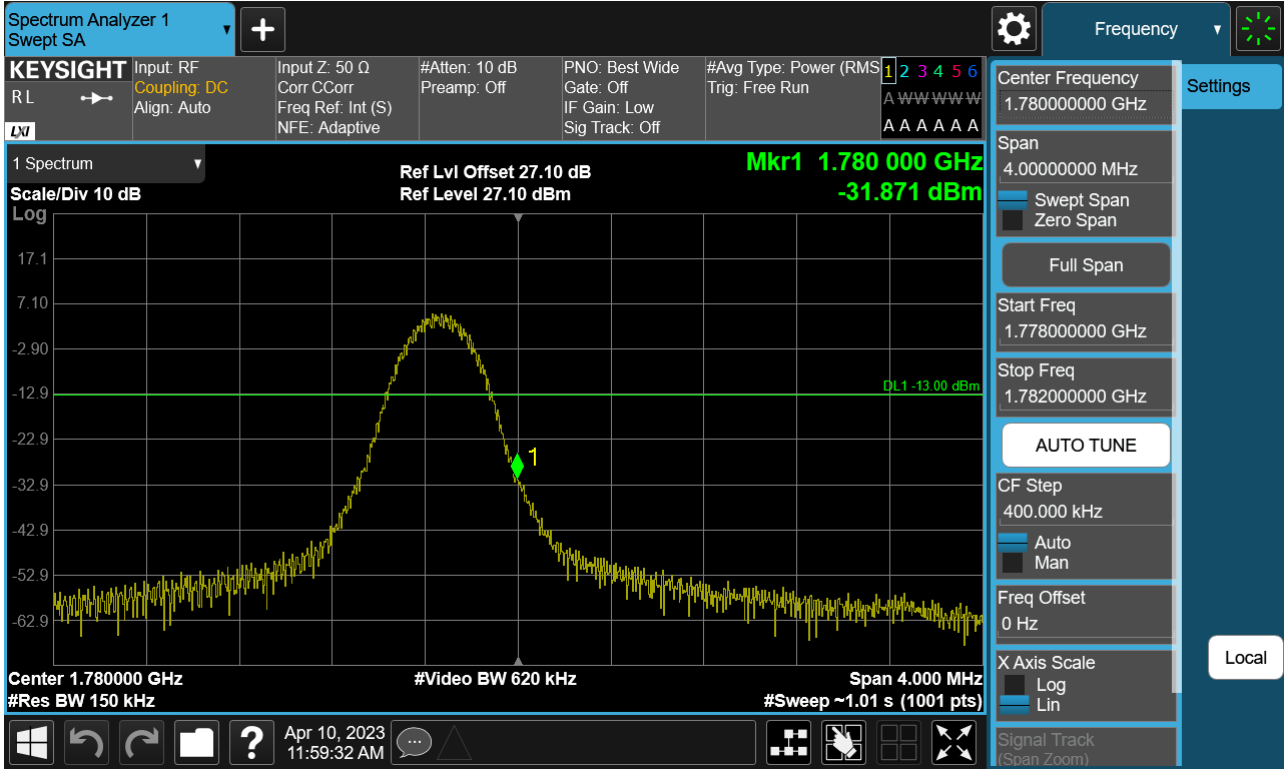 Spectrum Analyzer 1
Swept SA
+
Frequency
KEYSIGHT
R L
LXI
Input: RF
Coupling: DC
Align: Auto
Input Z: 50 Ω
Corr CCorr
Freq Ref: Int (S)
NFE: Adaptive
#Atten: 10 dB
Preamp: Off
PNO: Best Wide
Gate: Off
IF Gain: Low
Sig Track: Off
#Avg Type: Power (RMS
Trig: Free Run
1 2 3 4 5 6
A W W W W W
A A A A A A
1 Spectrum
Scale/Div 10 dB
Log
Ref Lvl Offset 27.10 dB
Ref Level 27.10 dBm
Mkr1 1.780 000 GHz
-31.871 dBm
17.1
7.10
-2.90
-12.9
-22.9
-32.9
-42.9
-52.9
-62.9
DL1 -13.00 dBm
1
Center 1.780000 GHz
#Video BW 620 kHz
Span 4.000 MHz
#Res BW 150 kHz
#Sweep ~1.01 s (1001 pts)
?
Apr 10, 2023
11:59:32 AM
Center Frequency
1.780000000 GHz
Span
4.00000000 MHz
Swept Span
Zero Span
Full Span
Start Freq
1.778000000 GHz
Stop Freq
1.782000000 GHz
AUTO TUNE
CF Step
400.000 kHz
Auto
Man
Freq Offset
0 Hz
X Axis Scale
Log
Lin
Signal Track
(Span Zoom)
Settings
Local